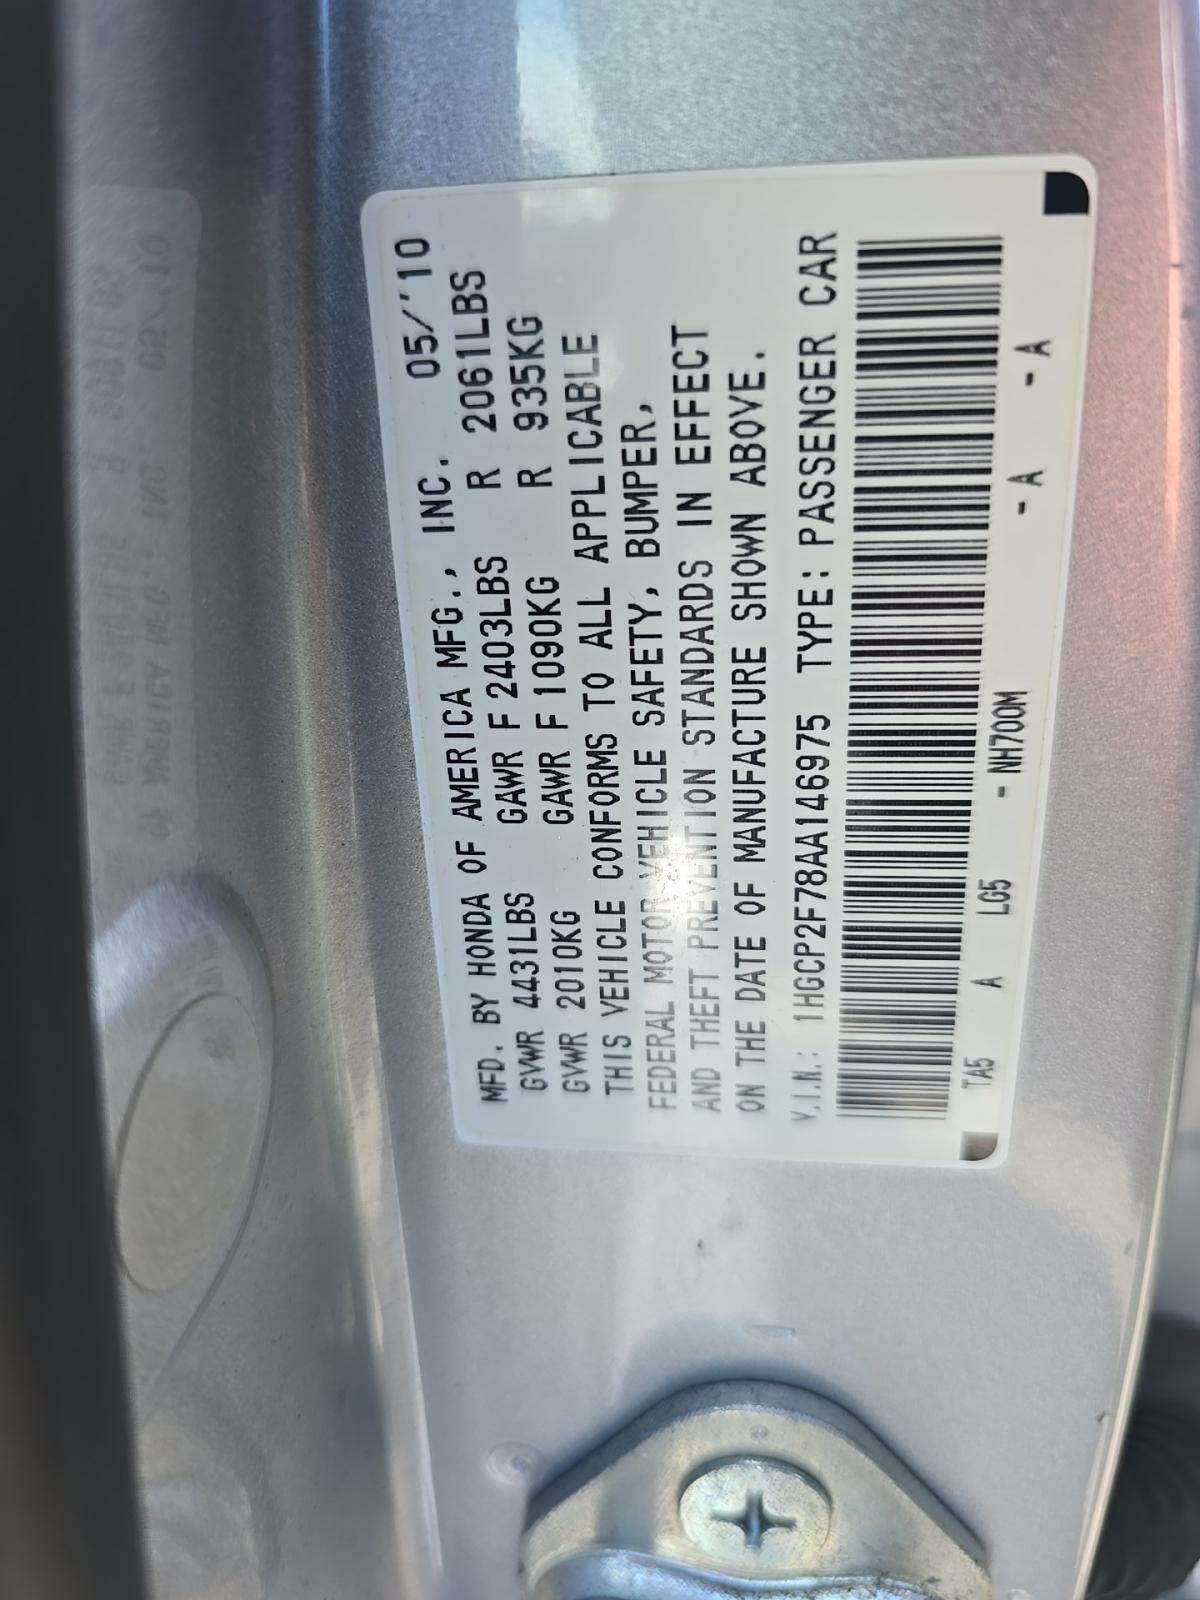 MFD. BY HONDA OF AMERICA MFG., INC. 05/'10
GVWR 4431LBS GAWR F 2403LBS R 2061LBS
GVWR 2010KG GAWR F 1090KG R 935KG
THIS VEHICLE CONFORMS TO ALL APPLICABLE
FEDERAL MOTOR VEHICLE SAFETY, BUMPER,
AND THEFT PREVENTION STANDARDS IN EFFECT
ON THE DATE OF MANUFACTURE SHOWN ABOVE.
V.I.N.: 1HGCP2F78AA146975 TYPE: PASSENGER CAR
TA5 A LG5 - NH700M - A - A